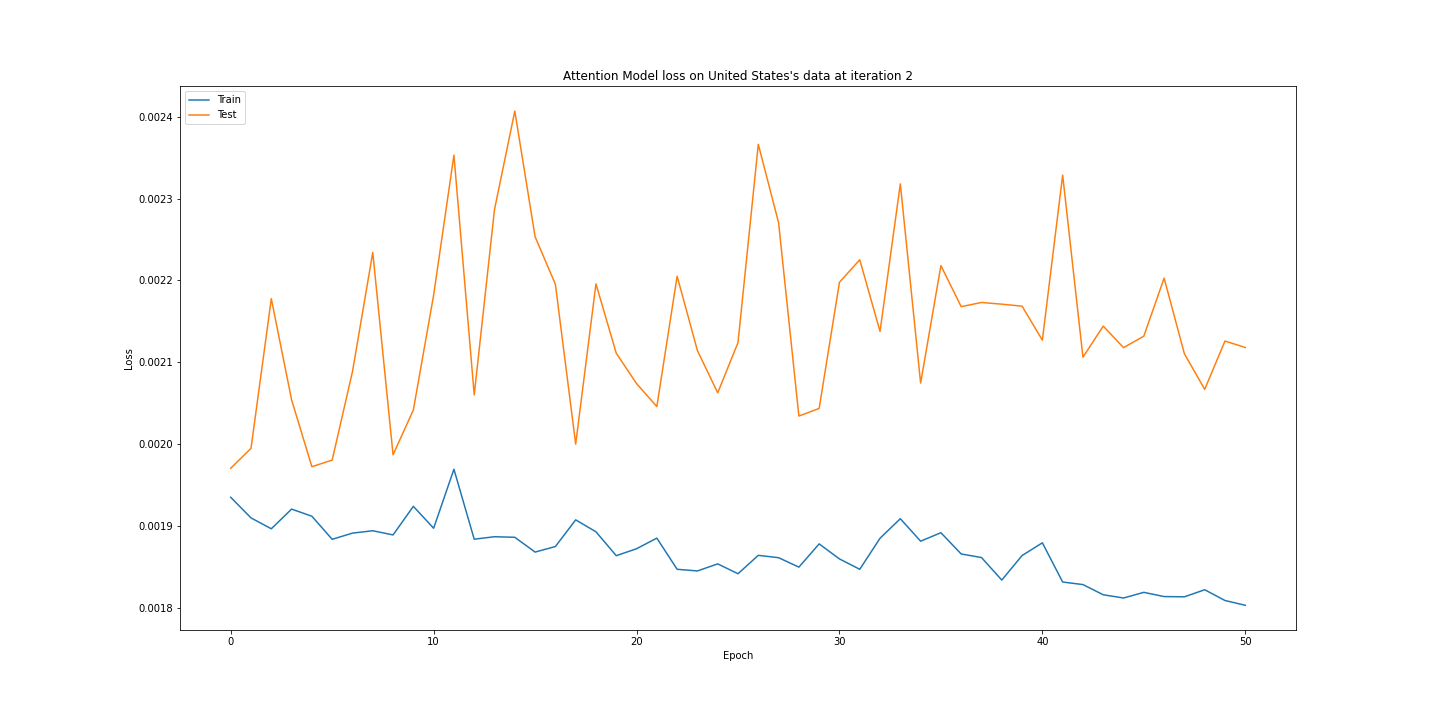 Attention Model loss on United States's data at iteration 2
Train
Test
0.0024
0.0023
0.0022
0.0021
0.0020
0.0019
0.0018
Loss
0 10 20 30 40 50
Epoch